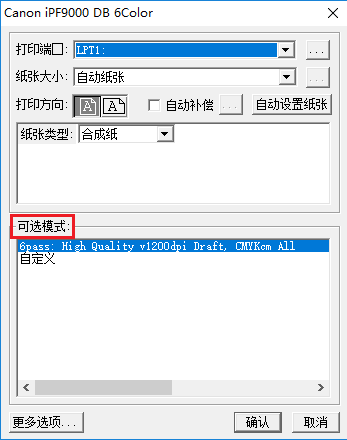 Canon iPF9000 DB 6Color
打印端口: LPT1: ...
纸张大小: 自动纸张 ...
打印方向: A A 自动补偿 ... 自动设置纸张
纸张类型: 合成纸
可选模式:
6pass: High Quality v1200dpi Draft, CMYKcm All
自定义
更多选项... 确认 取消